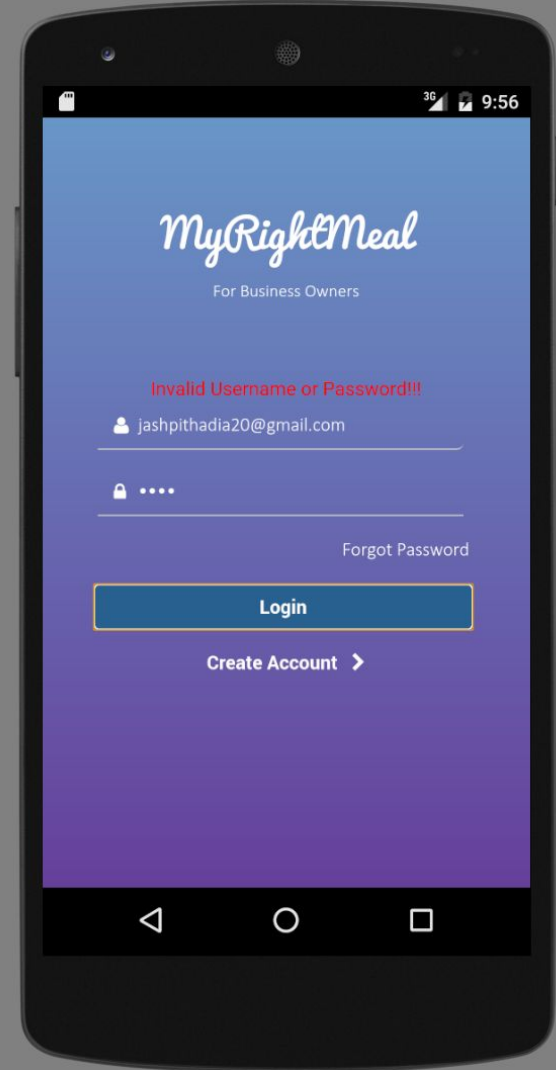 3G 9:56
MyRightMeal
For Business Owners
Invalid Username or Password!!!
jashpithadia20@gmail.com
••••
Forgot Password
Login
Create Account